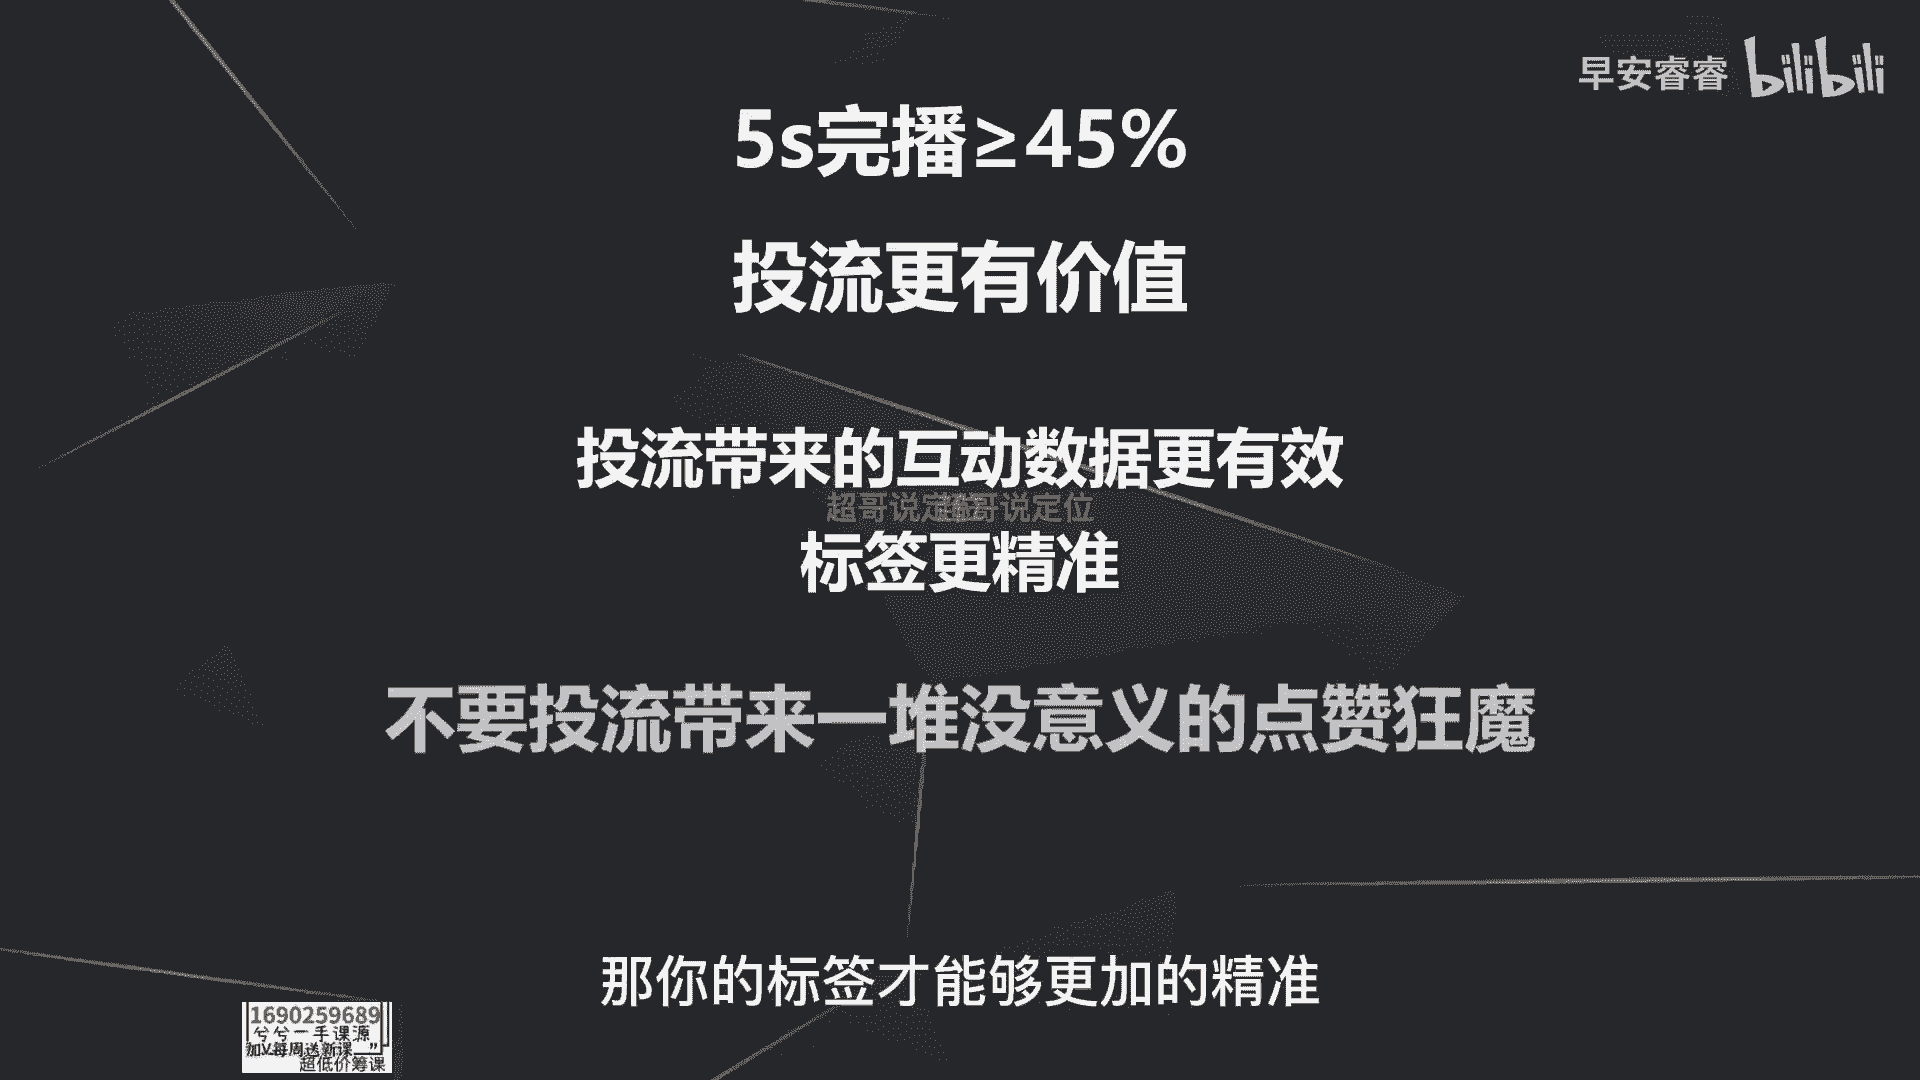 早安睿睿 bilibili
5s完播≥45%
投流更有价值
投流带来的互动数据更有效
超哥说定位 超哥说定位
标签更精准
不要投流带来一堆没意义的点赞狂魔
那你的标签才能够更加的精准
1690259689
兮兮一手课源
加V每周送新课
超低价筹课